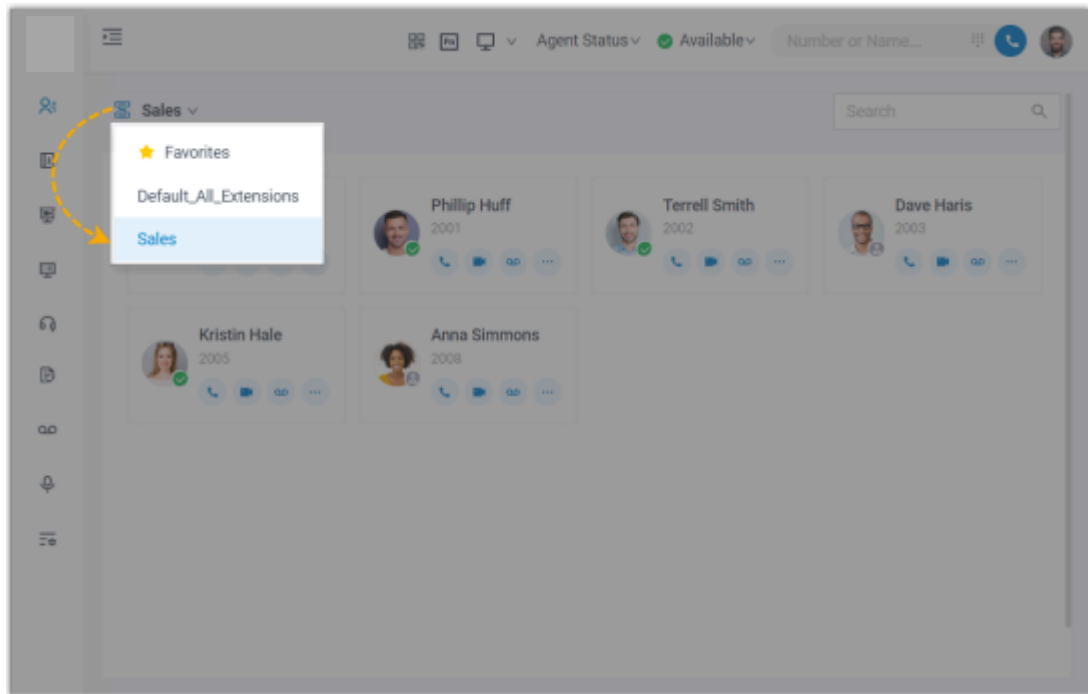 Fn Agent Status Available Number or Name...
Sales
Search
Favorites
Default_All_Extensions
Sales
Phillip Huff
2001
Terrell Smith
2002
Dave Haris
2003
Kristin Hale
2005
Anna Simmons
2008